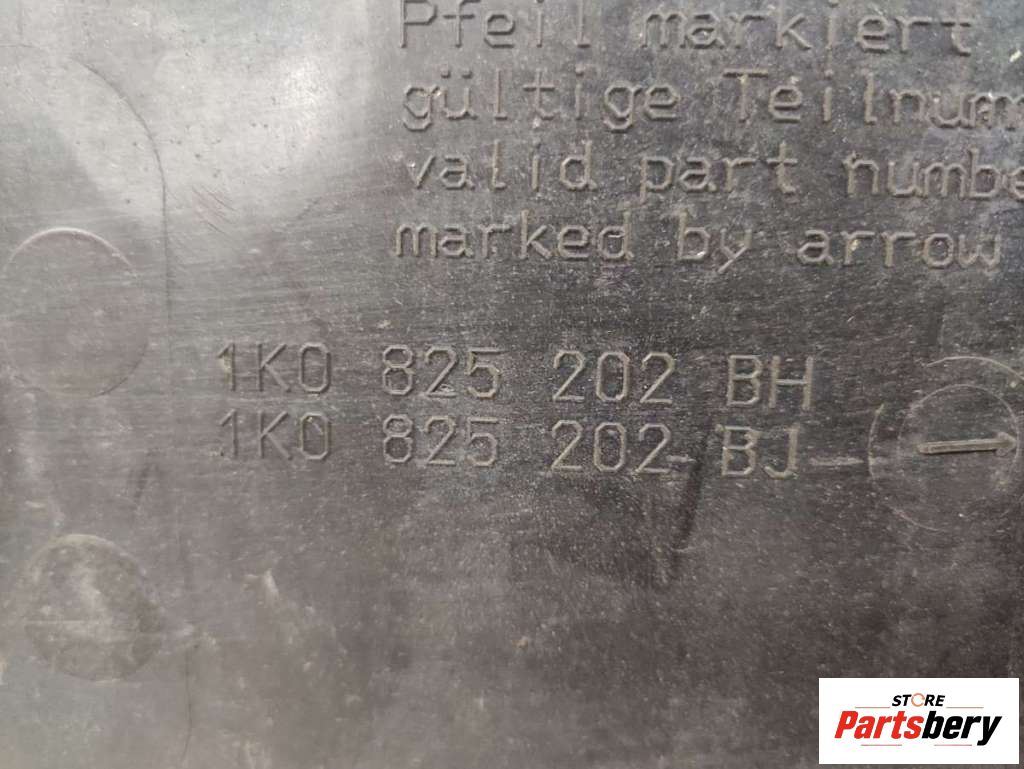 Pfeil markiert
gültige Teilnum
valid part numbe
marked by arrow
1K0 825 202 BH
1K0 825 202 BJ
STORE
Partsbery